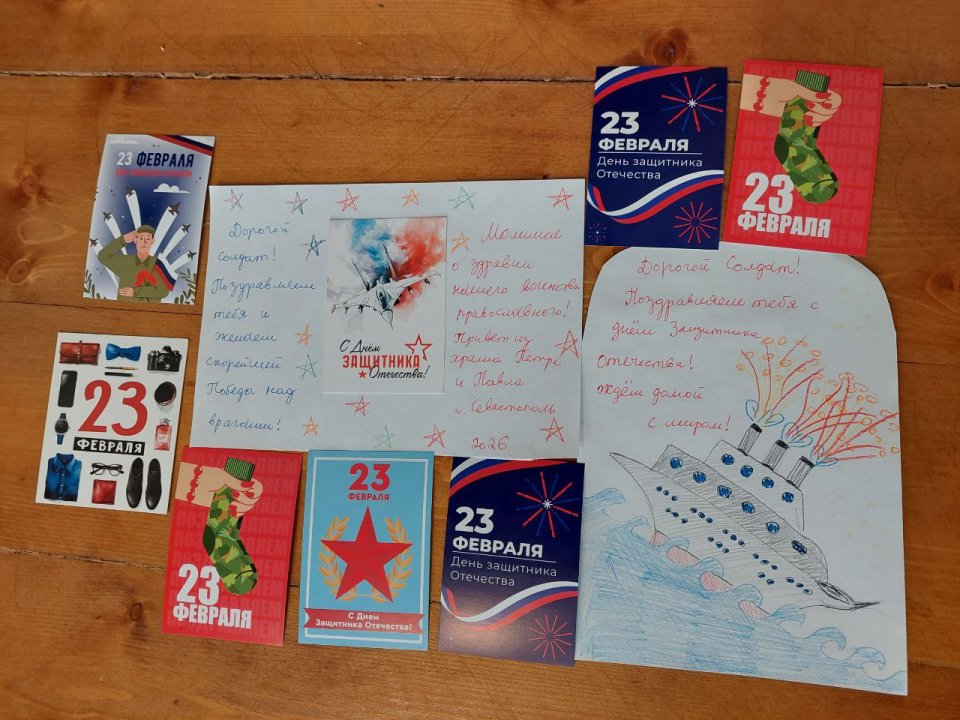 23 ФЕВРАЛЯ
23
ФЕВРАЛЯ
Дорогой
солдат!
Поздравляем
тебя и
желаем
скорейшей
Победы над
врагами!
С Днём
ЗАЩИТНИКА
Отечества!
Молимся
о здравии
нашего воинства
православного!
Привет из
храма Петра
и Павла
г. Севастополь
2026
23
ФЕВРАЛЯ
День защитника
Отечества
23
ФЕВРАЛЯ
Дорогой Солдат!
Поздравляем тебя с
днём Защитника
Отечества!
Ждём домой
с миром!
23
ФЕВРАЛЯ
23
ФЕВРАЛЯ
С Днем
Защитника Отечества!
23
ФЕВРАЛЯ
День защитника
Отечества